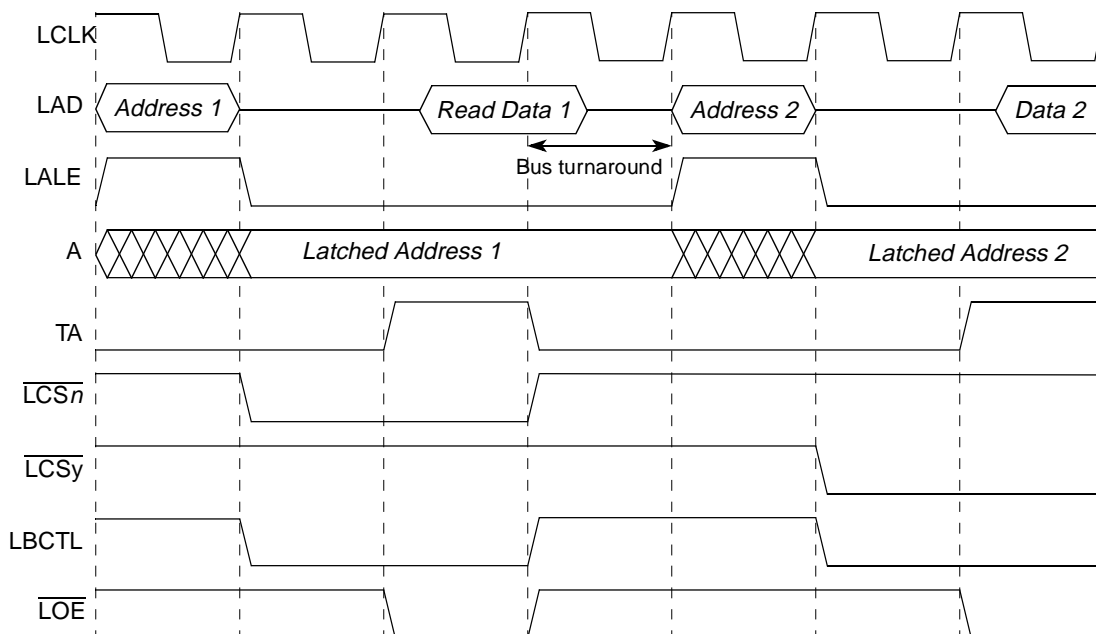 LCLK
LAD Address 1 Read Data 1 Address 2 Data 2
Bus turnaround
LALE
A Latched Address 1 Latched Address 2
TA
LCSn
LCSy
LBCTL
LOE